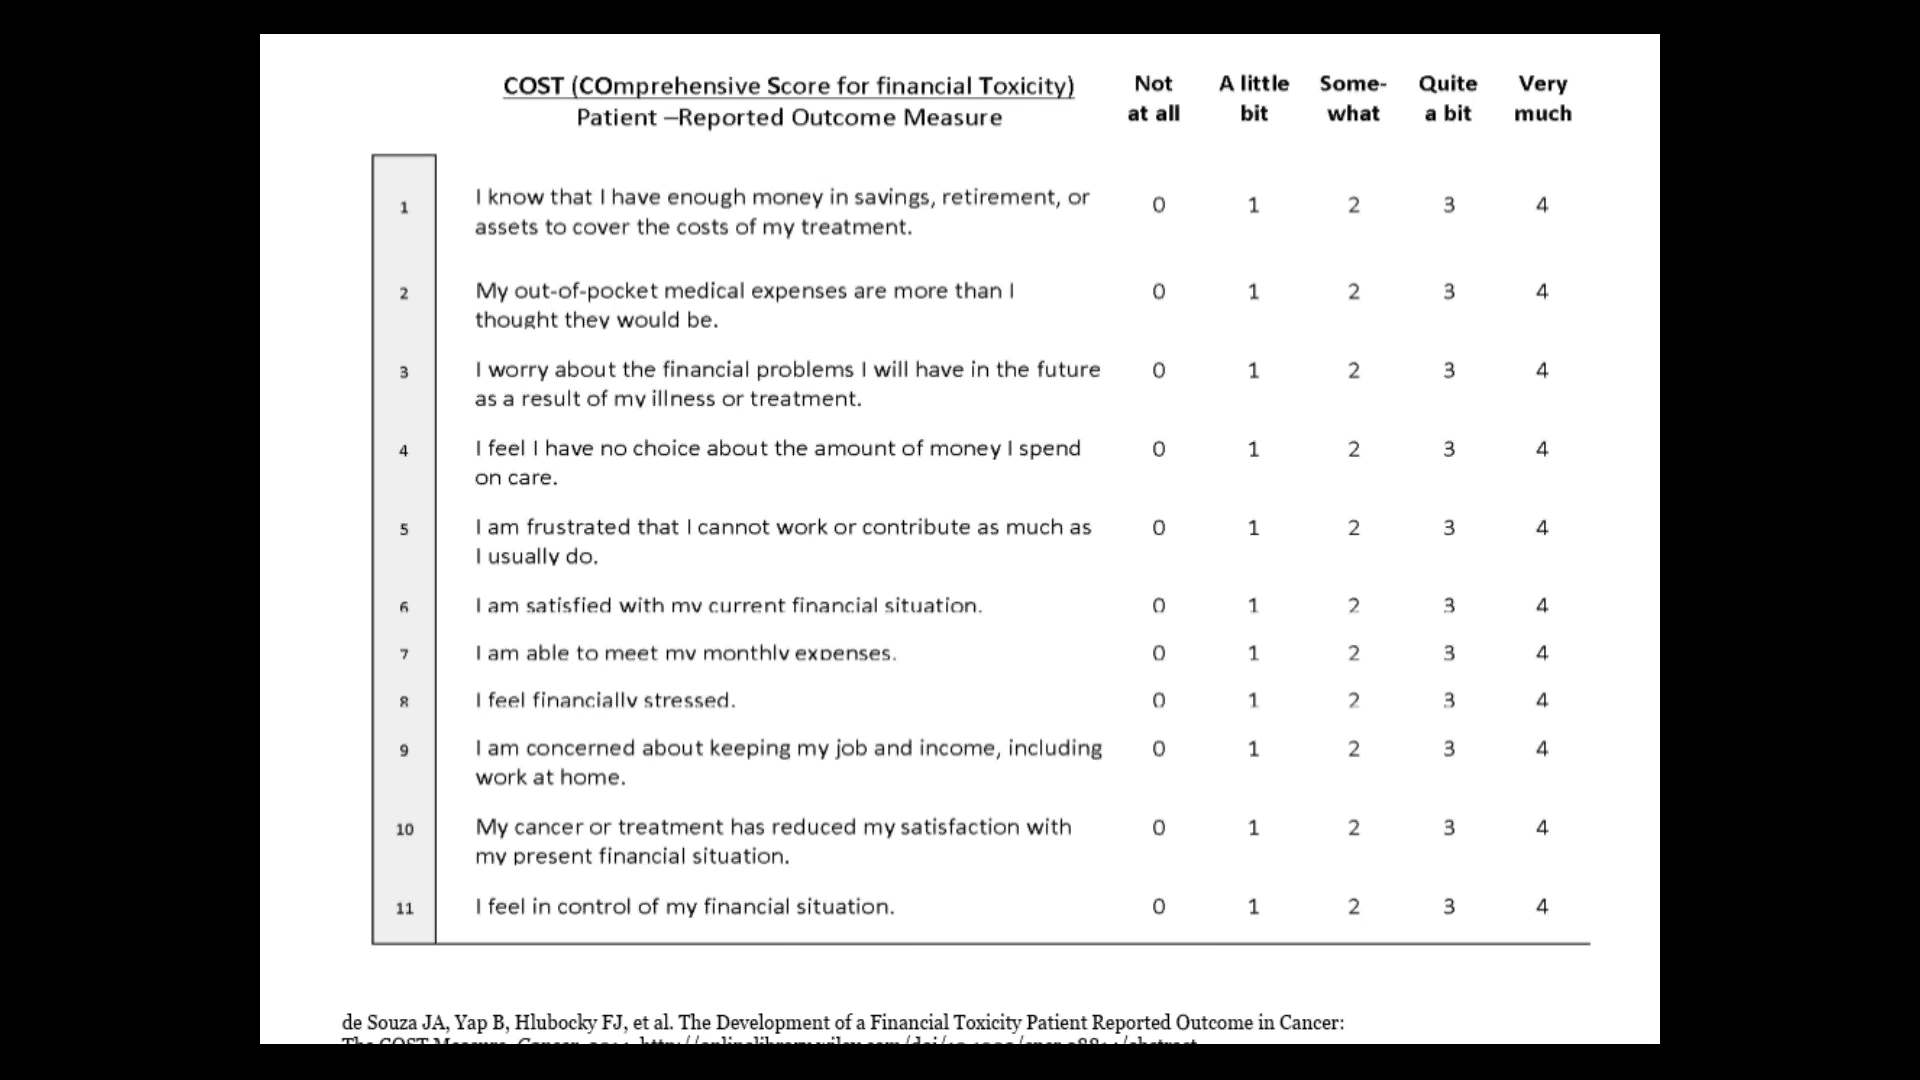 COST (COmprehensive Score for financial Toxicity)
Patient –Reported Outcome Measure
Not at all
A little bit
Some-what
Quite a bit
Very much
1 I know that I have enough money in savings, retirement, or 0 1 2 3 4
assets to cover the costs of my treatment.
2 My out-of-pocket medical expenses are more than I 0 1 2 3 4
thought they would be.
3 I worry about the financial problems I will have in the future 0 1 2 3 4
as a result of my illness or treatment.
4 I feel I have no choice about the amount of money I spend 0 1 2 3 4
on care.
5 I am frustrated that I cannot work or contribute as much as 0 1 2 3 4
I usually do.
6 I am satisfied with my current financial situation. 0 1 2 3 4
7 I am able to meet my monthly expenses. 0 1 2 3 4
8 I feel financially stressed. 0 1 2 3 4
9 I am concerned about keeping my job and income, including 0 1 2 3 4
work at home.
10 My cancer or treatment has reduced my satisfaction with 0 1 2 3 4
my present financial situation.
11 I feel in control of my financial situation. 0 1 2 3 4
de Souza JA, Yap B, Hlubocky FJ, et al. The Development of a Financial Toxicity Patient Reported Outcome in Cancer:
The COST Measure. Cancer.